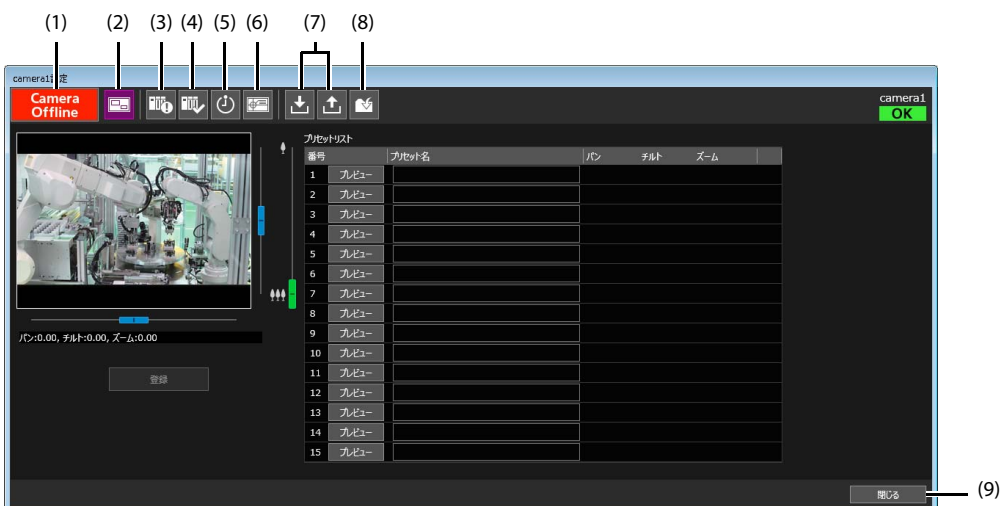 (1) (2) (3) (4) (5) (6) (7) (8)
camera1設定
Camera
Offline
camera1
OK
プリセットリスト
番号 プリセット名 パン チルト ズーム
1 プレビュー
2 プレビュー
3 プレビュー
4 プレビュー
5 プレビュー
6 プレビュー
7 プレビュー
8 プレビュー
9 プレビュー
10 プレビュー
11 プレビュー
12 プレビュー
13 プレビュー
14 プレビュー
15 プレビュー
パン:0.00, チルト:0.00, ズーム:0.00
登録
閉じる
(9)